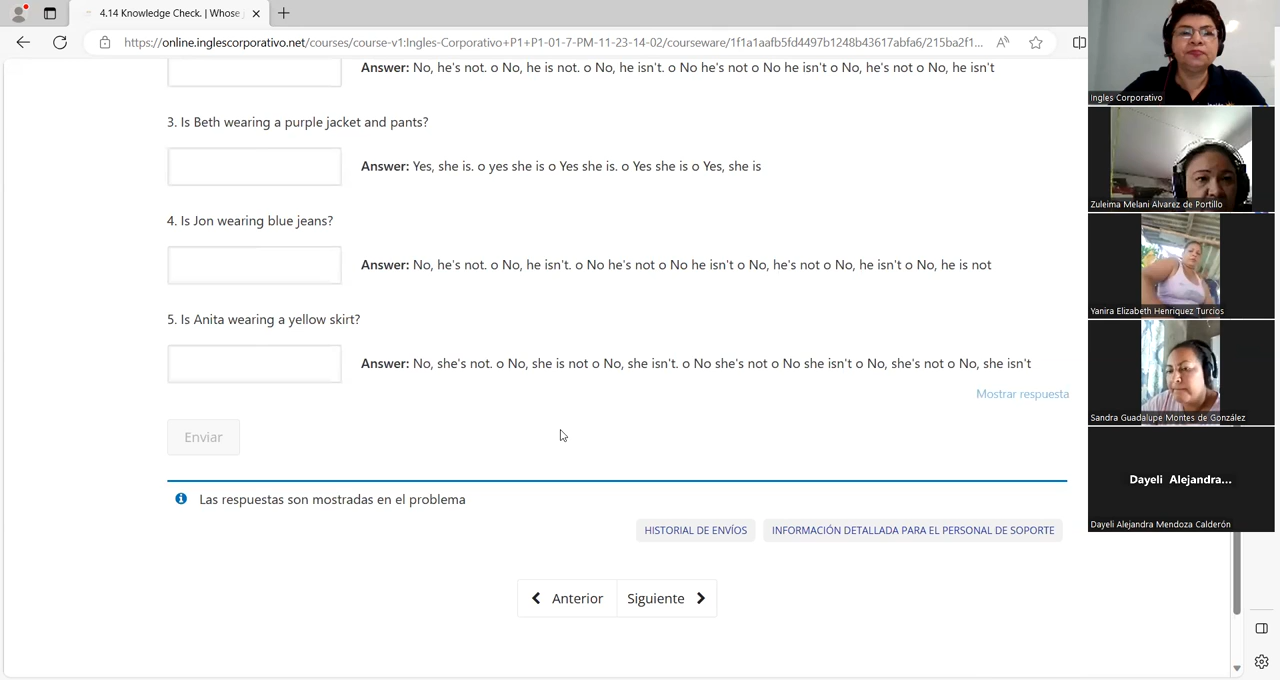 4.14 Knowledge Check. | Whose
https://online.inglescorporativo.net/courses/course-v1:Ingles-Corporativo+P1+P1-01-7-PM-11-23-14-02/courseware/1f1a1aafb5fd4497b1248b43617abfa6/215ba2f1...
Answer: No, he's not. o No, he is not. o No, he isn't. o No he's not o No he isn't o No, he's not o No, he isn't
3. Is Beth wearing a purple jacket and pants?
Answer: Yes, she is. o yes she is o Yes she is. o Yes she is o Yes, she is
4. Is Jon wearing blue jeans?
Answer: No, he's not. o No, he isn't. o No he's not o No he isn't o No, he's not o No, he isn't o No, he is not
5. Is Anita wearing a yellow skirt?
Answer: No, she's not. o No, she is not o No, she isn't. o No she's not o No she isn't o No, she's not o No, she isn't
Mostrar respuesta
Enviar
Las respuestas son mostradas en el problema
HISTORIAL DE ENVÍOS
INFORMACIÓN DETALLADA PARA EL PERSONAL DE SOPORTE
Anterior
Siguiente
Ingles Corporativo
Zuleima Melani Alvarez de Portillo
Yanira Elizabeth Henriquez Turcios
Sandra Guadalupe Montes de González
Dayeli Alejandra...
Dayeli Alejandra Mendoza Calderón